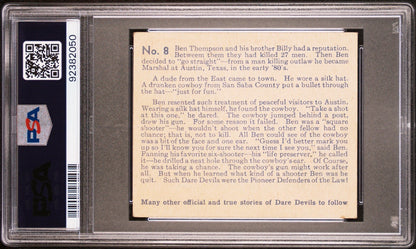 No. 8 Ben Thompson and his brother Billy had a reputation.
Between them they had killed 27 men. Then Ben
decided to "go straight"—from a man killing outlaw he became
Marshal at Austin, Texas, in the early '80's.
A dude from the East came to town. He wore a silk hat.
A drunken cowboy from San Saba County put a bullet through
the hat—"just for fun."
Ben resented such treatment of peaceful visitors to Austin.
Wearing a silk hat himself, he found the cowboy. "Take a shot
at this one," he dared. The cowboy jumped behind a post,
drew his gun. For some reason it failed. Ben was a "square
shooter"—he wouldn't shoot when the other fellow had no
chance; that is, not to kill. All Ben could see of the cowboy
was a bit of the face and one ear. "Guess I'd better mark you
up so I'll know you for sure the next time I see you," said Ben.
Fanning his favorite six-shooter—his "life preserver," he called
it—he drilled a neat hole through the cowboy's ear. Of Course,
he was taking a chance. The cowboy's gun might work after
all. But when he learned what kind of a shooter Ben was he
quit. Such Dare Devils were the Pioneer Defenders of the Law!
Many other official and true stories of Dare Devils to follow
92382050
PSA